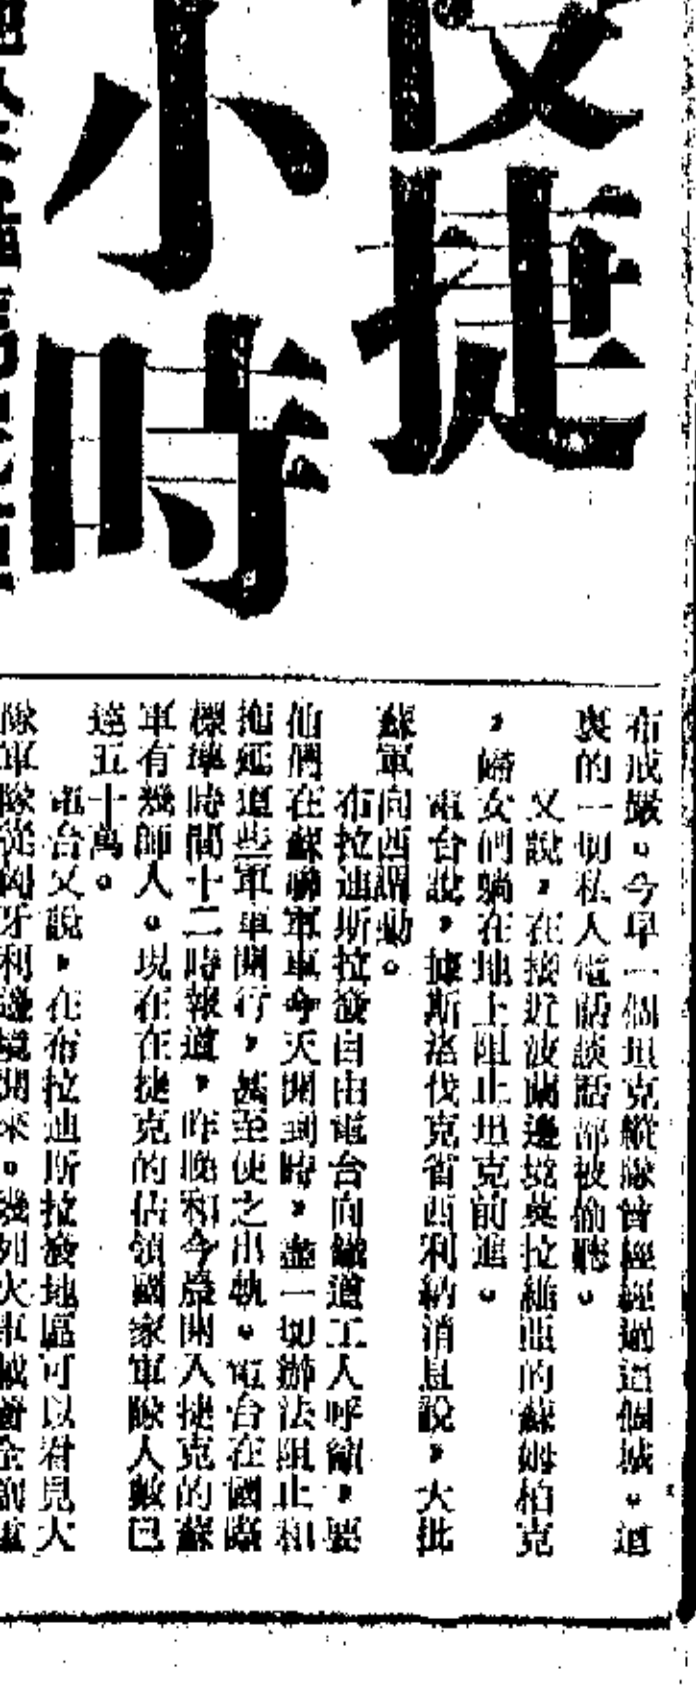 捷
小時
布戒嚴。今早一個坦克縱隊曾經經過這個城。這
裏的一切私人電話談話都被偷聽。
又說,在接近波蘭邊境莫拉維亞的蘇姆柏克
,婦女們躺在地上阻止坦克前進。
電台說,據斯洛伐克省西利納消息說,大批
蘇軍向西調動。
布拉迪斯拉發自由電台向鐵道工人呼籲,要
他們在蘇聯軍車今天開到時,盡一切辦法阻止和
拖延這些軍車開行,甚至使之出軌。電台在國際
標準時間十二時報道,昨晚和今晨開入捷克的蘇
軍有幾師人。現在在捷克的佔領國家軍隊人數已
達五十萬。
電台又說,在布拉迪斯拉發地區可以看見大
隊軍隊從匈牙利邊境開來。幾列火車載着全副